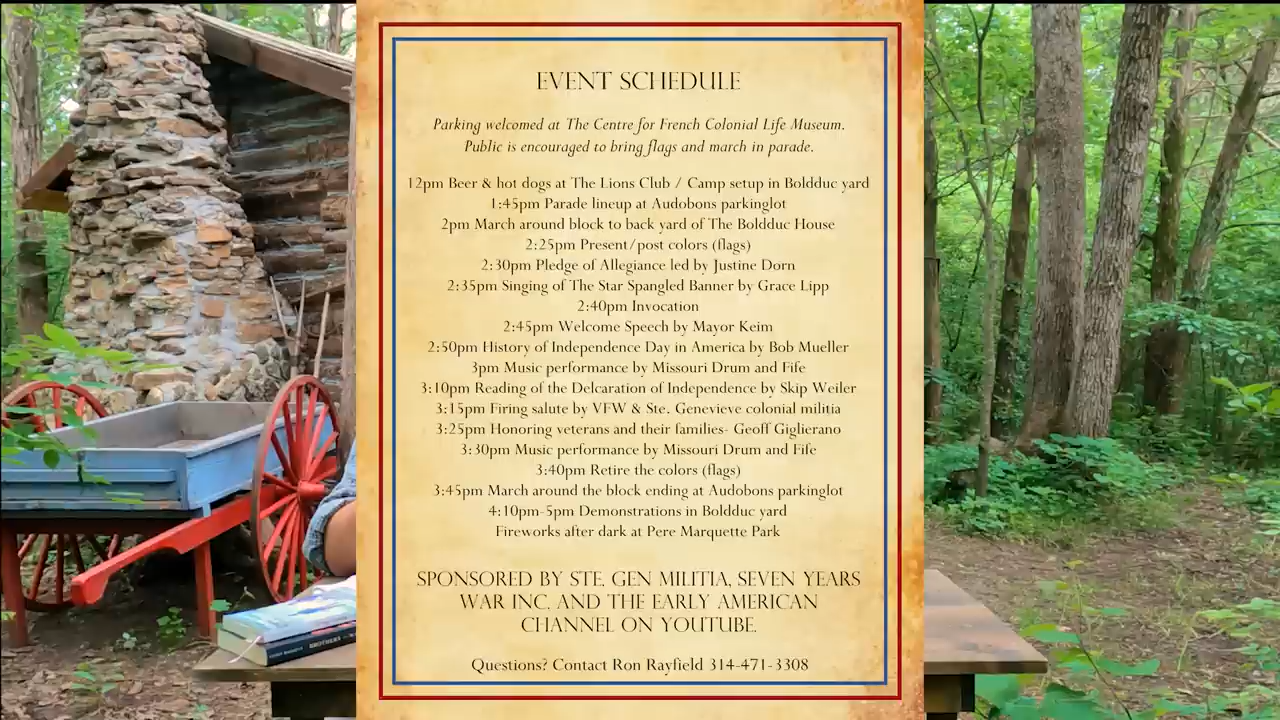 EVENT SCHEDULE
Parking welcomed at The Centre for French Colonial Life Museum.
Public is encouraged to bring flags and march in parade.
12pm Beer & hot dogs at The Lions Club / Camp setup in Boldduc yard
1:45pm Parade lineup at Audobons parkinglot
2pm March around block to back yard of The Boldduc House
2:25pm Present/post colors (flags)
2:30pm Pledge of Allegiance led by Justine Dorn
2:35pm Singing of The Star Spangled Banner by Grace Lipp
2:40pm Invocation
2:45pm Welcome Speech by Mayor Keim
2:50pm History of Independence Day in America by Bob Mueller
3pm Music performance by Missouri Drum and Fife
3:10pm Reading of the Delcaration of Independence by Skip Weiler
3:15pm Firing salute by VFW & Ste. Genevieve colonial militia
3:25pm Honoring veterans and their families- Geoff Giglierano
3:30pm Music performance by Missouri Drum and Fife
3:40pm Retire the colors (flags)
3:45pm March around the block ending at Audobons parkinglot
4:10pm-5pm Demonstrations in Boldduc yard
Fireworks after dark at Pere Marquette Park
SPONSORED BY STE. GEN MILITIA, SEVEN YEARS
WAR INC. AND THE EARLY AMERICAN
CHANNEL ON YOUTUBE.
Questions? Contact Ron Rayfield 314-471-3308
BROTHERS